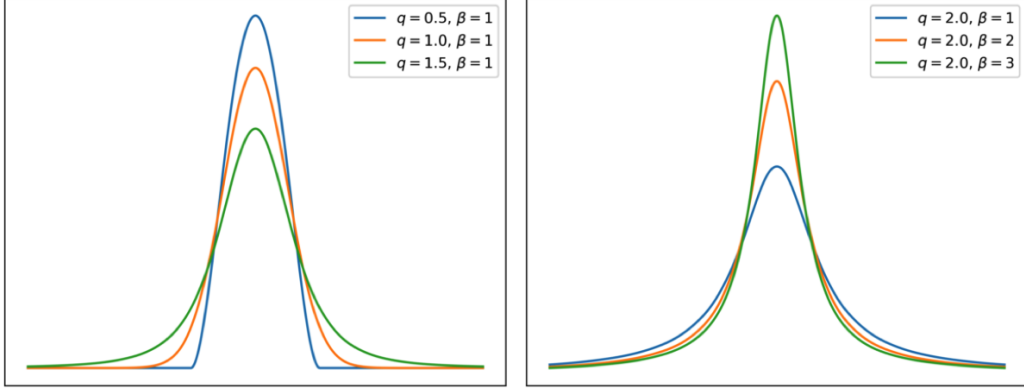 q = 0.5, β = 1
q = 1.0, β = 1
q = 1.5, β = 1
q = 2.0, β = 1
q = 2.0, β = 2
q = 2.0, β = 3